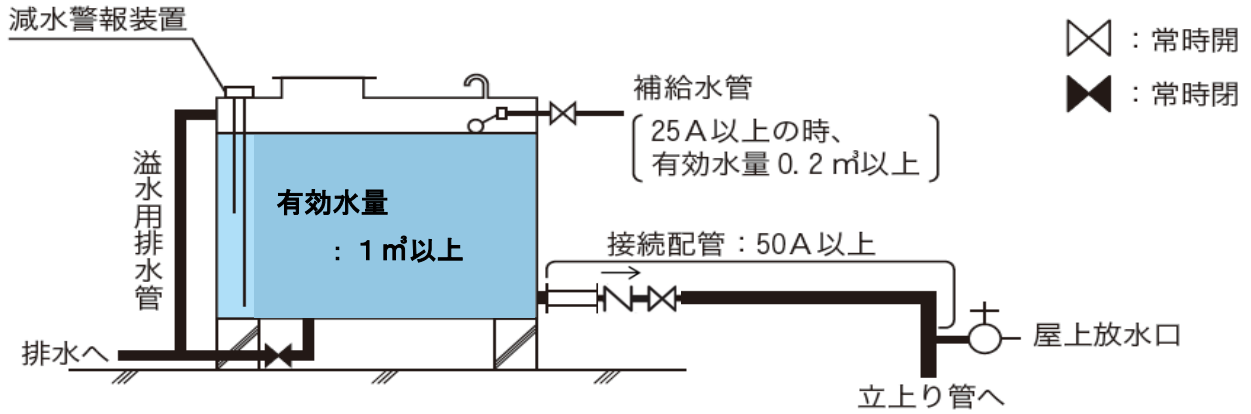 減水警報装置
：常時開
：常時閉
補給水管
25A以上の時、
有効水量 0. 2 ㎥以上
溢水用排水管
有効水量
：１㎥以上
接続配管：50A以上
排水へ
屋上放水口
立上り管へ